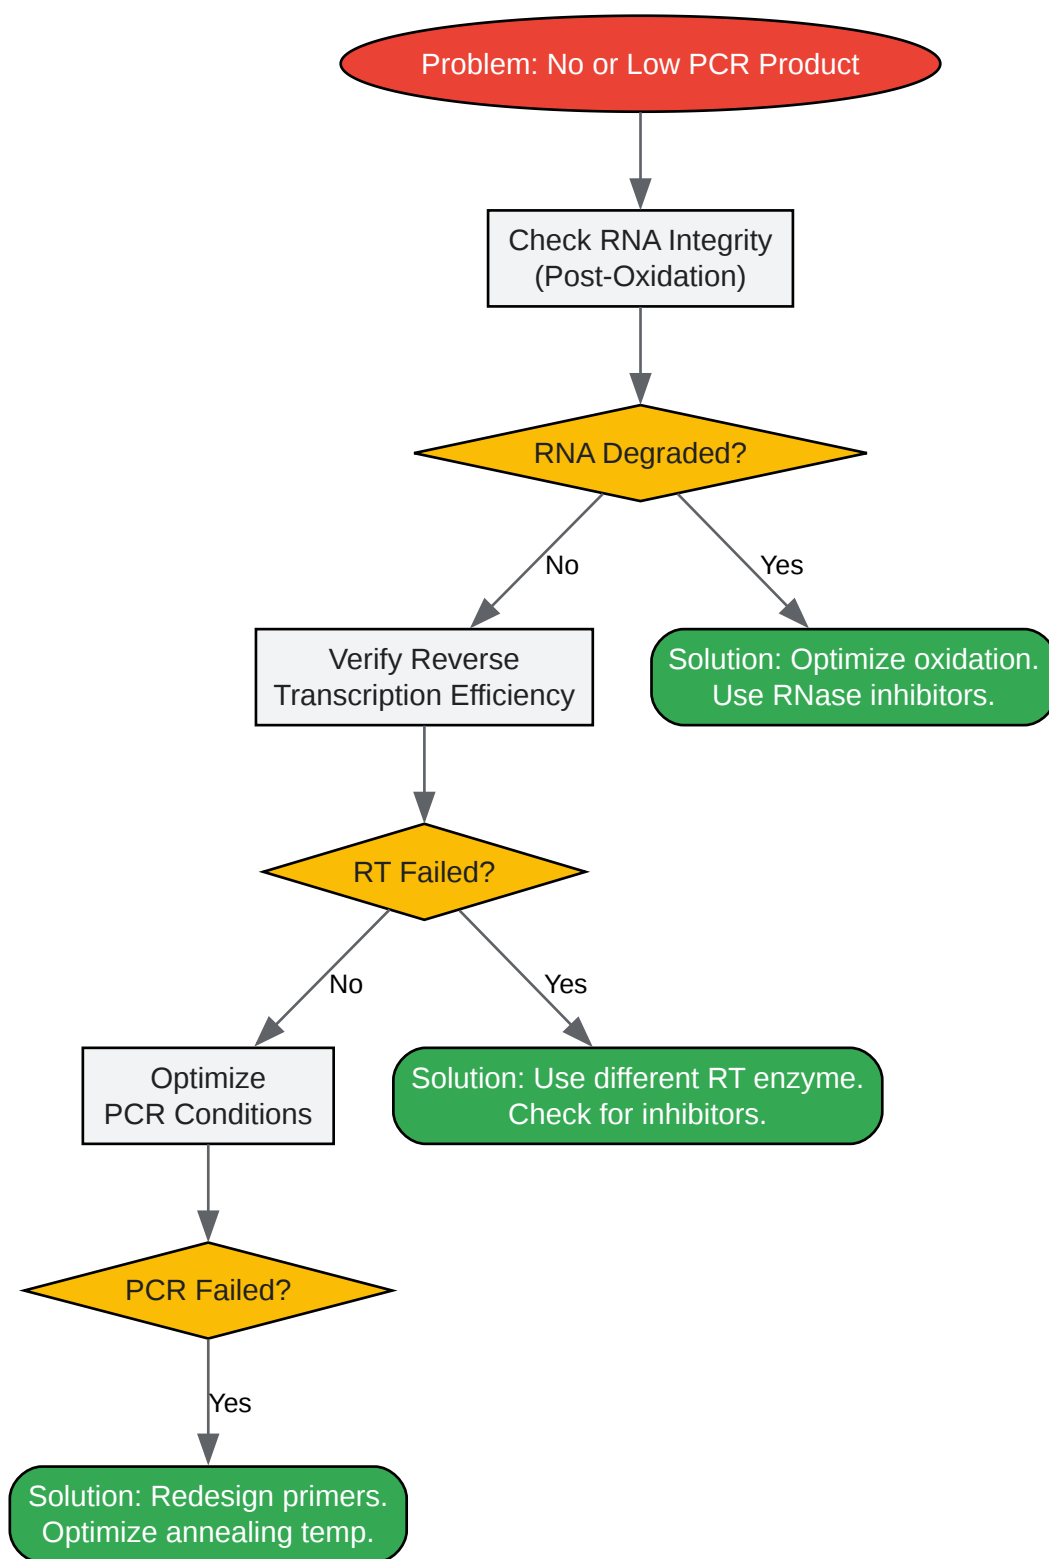 Problem: No or Low PCR Product
Check RNA Integrity
(Post-Oxidation)
RNA Degraded?
No
Yes
Verify Reverse
Transcription Efficiency
Solution: Optimize oxidation.
Use RNase inhibitors.
RT Failed?
No
Yes
Optimize
PCR Conditions
Solution: Use different RT enzyme.
Check for inhibitors.
PCR Failed?
Yes
Solution: Redesign primers.
Optimize annealing temp.